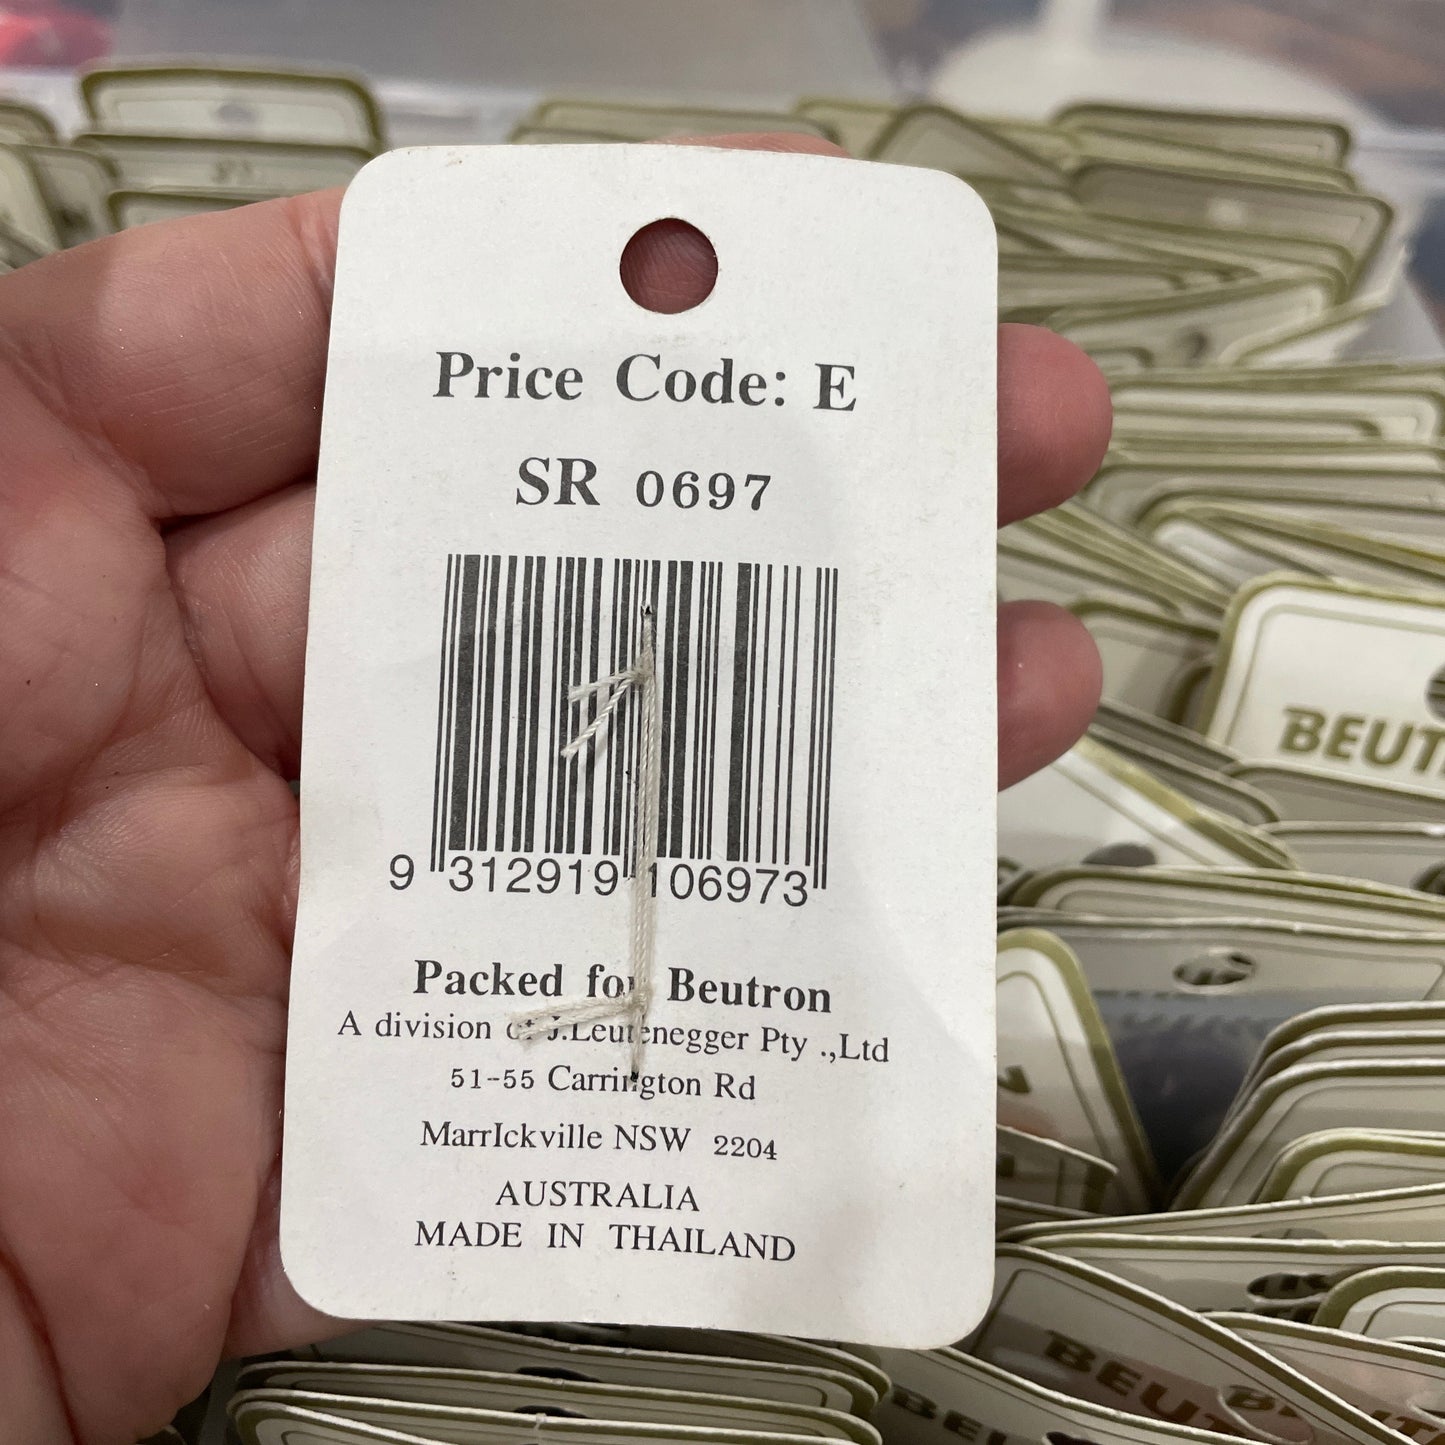 Price Code: E
SR 0697
9 312919 106973
Packed for Beutron
A division of J.Leutenegger Pty .,Ltd
51-55 Carrington Rd
MarrIckville NSW 2204
AUSTRALIA
MADE IN THAILAND